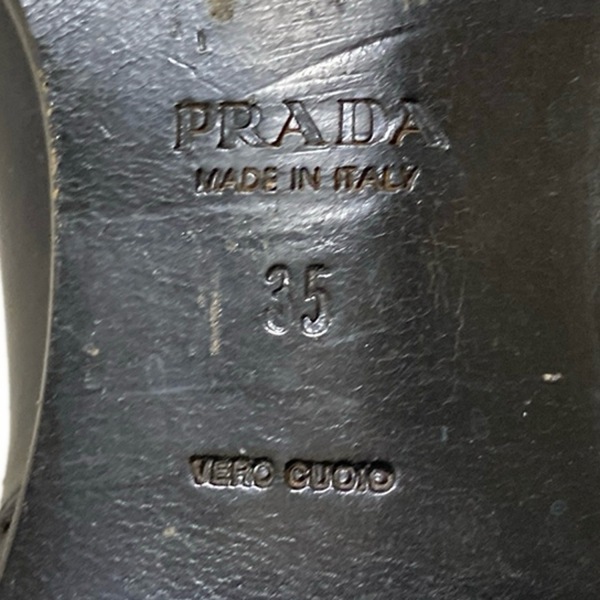 PRADA
MADE IN ITALY
35
VERO CUOIO